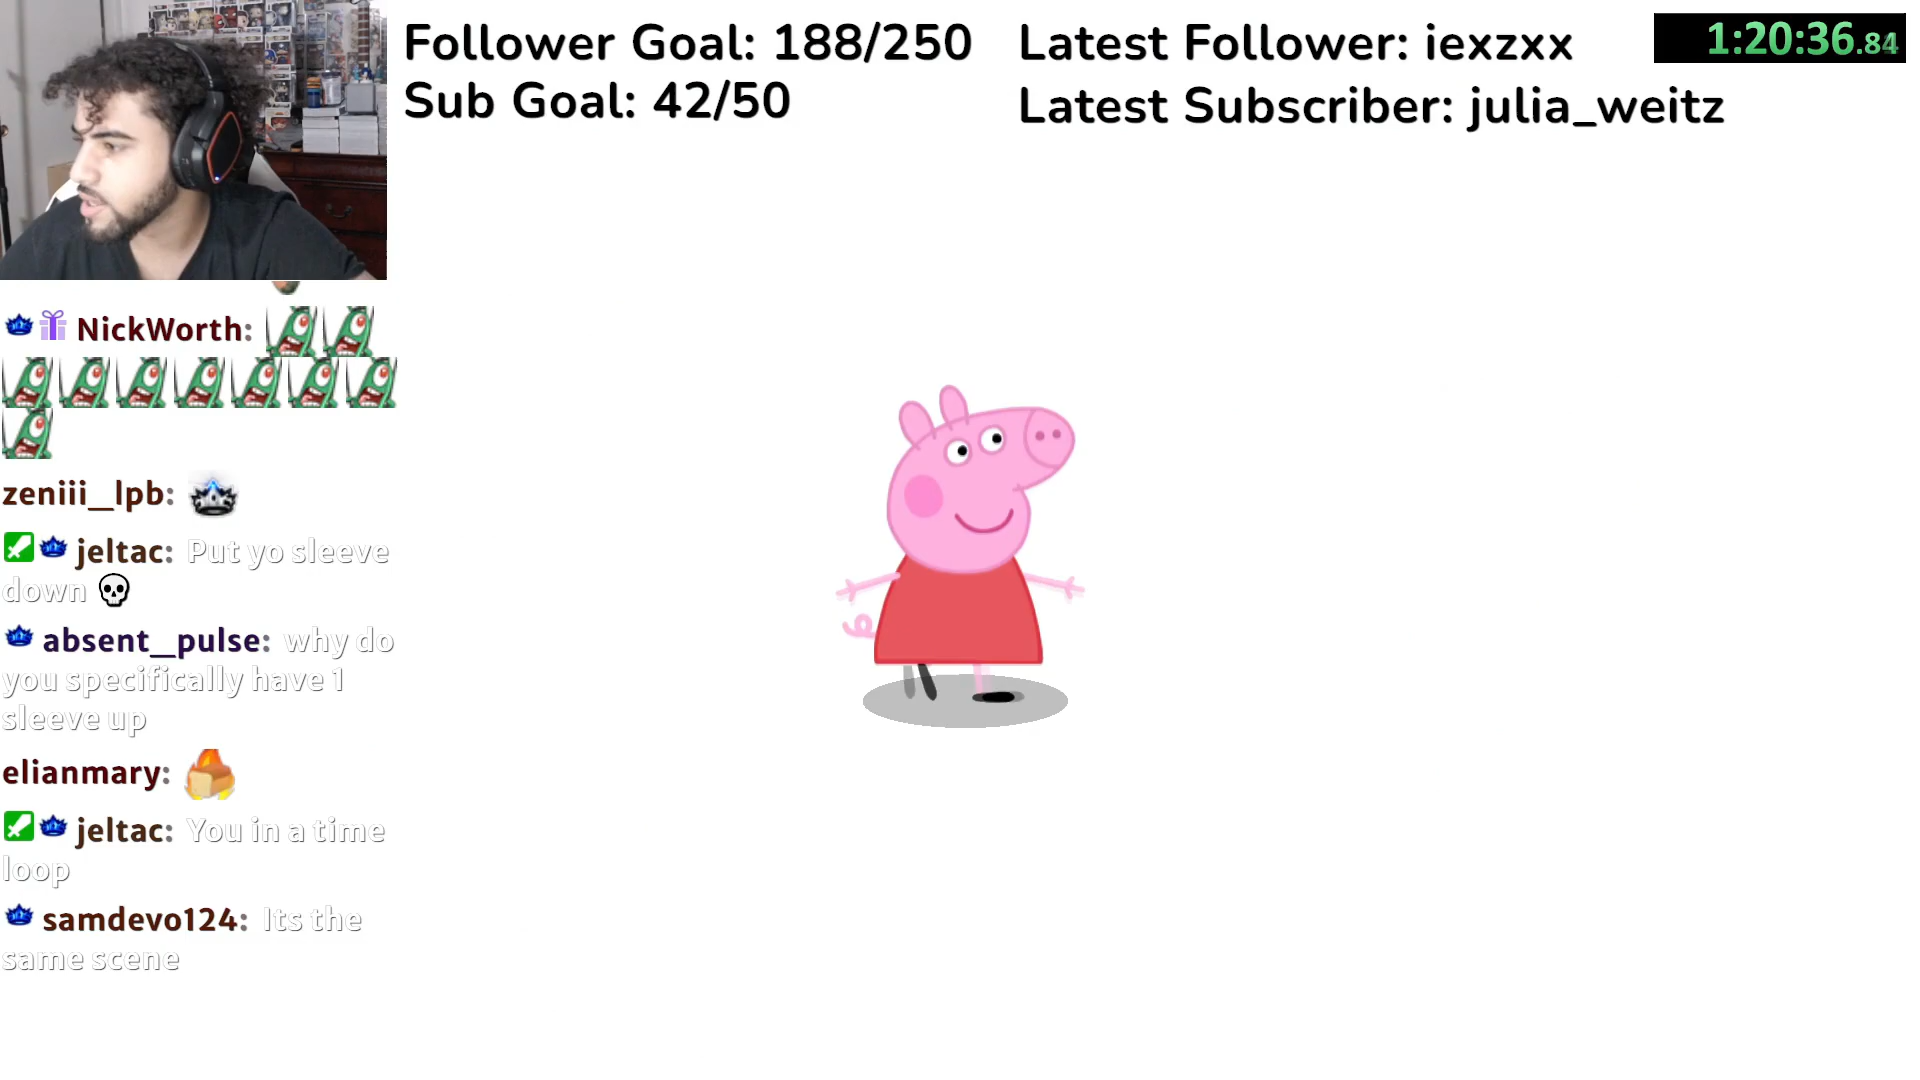 Follower Goal: 188/250
Sub Goal: 42/50
Latest Follower: iexzxx
Latest Subscriber: julia_weitz
1:20:36.84
NickWorth:
zeniii_lpb:
jeltac: Put yo sleeve
down
absent_pulse: why do
you specifically have 1
sleeve up
elianmary:
jeltac: You in a time
loop
samdevo124: Its the
same scene